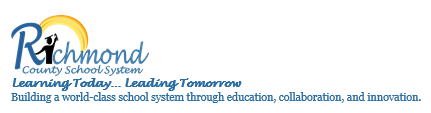 Richmond
County School System
Learning Today... Leading Tomorrow
Building a world-class school system through education, collaboration, and innovation.